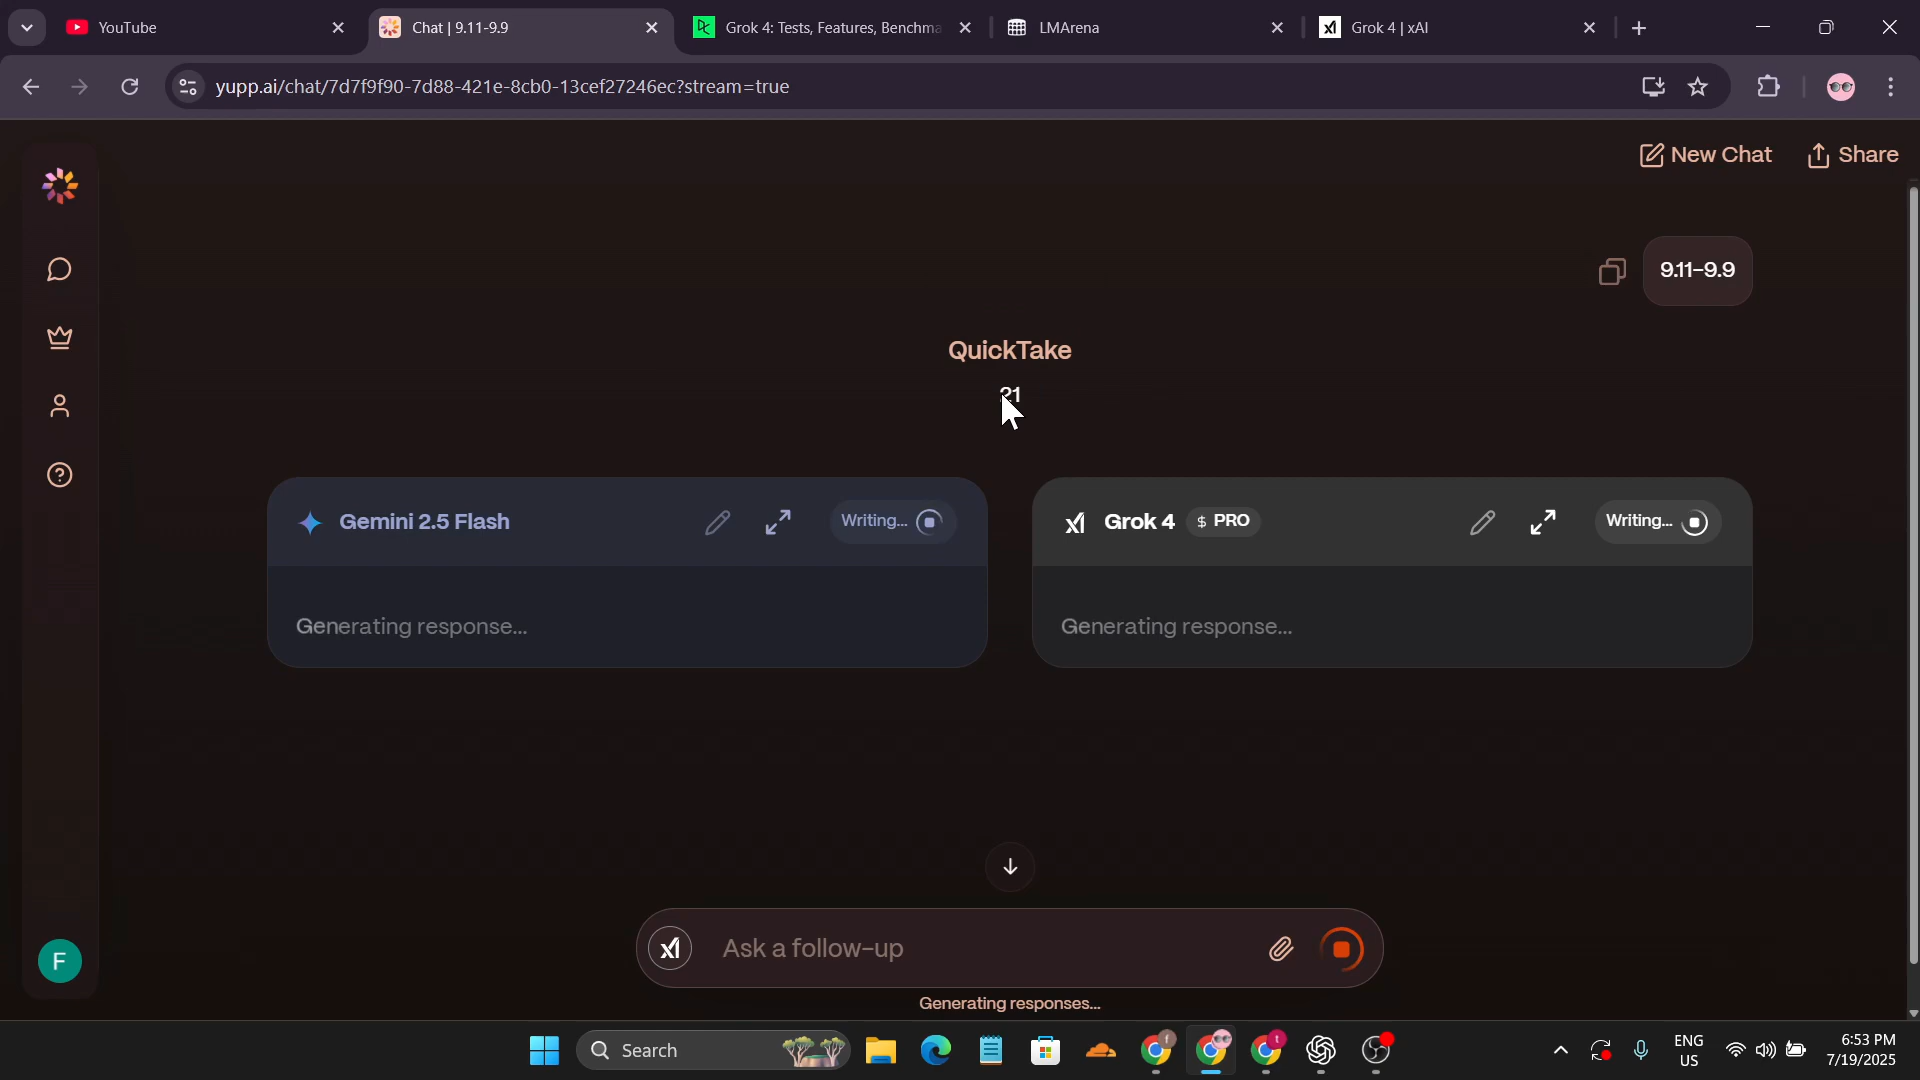 YouTube
Chat | 9.11-9.9
Grok 4: Tests, Features, Benchma
LMArena
Grok 4 | xAI
yupp.ai/chat/7d7f9f90-7d88-421e-8cb0-13cef27246ec?stream=true
New Chat
Share
9.11-9.9
QuickTake
21
Gemini 2.5 Flash
Writing...
Grok 4
$ PRO
Writing...
Generating response...
Generating response...
F
Ask a follow-up
Generating responses...
Search
ENG
US
6:53 PM
7/19/2025